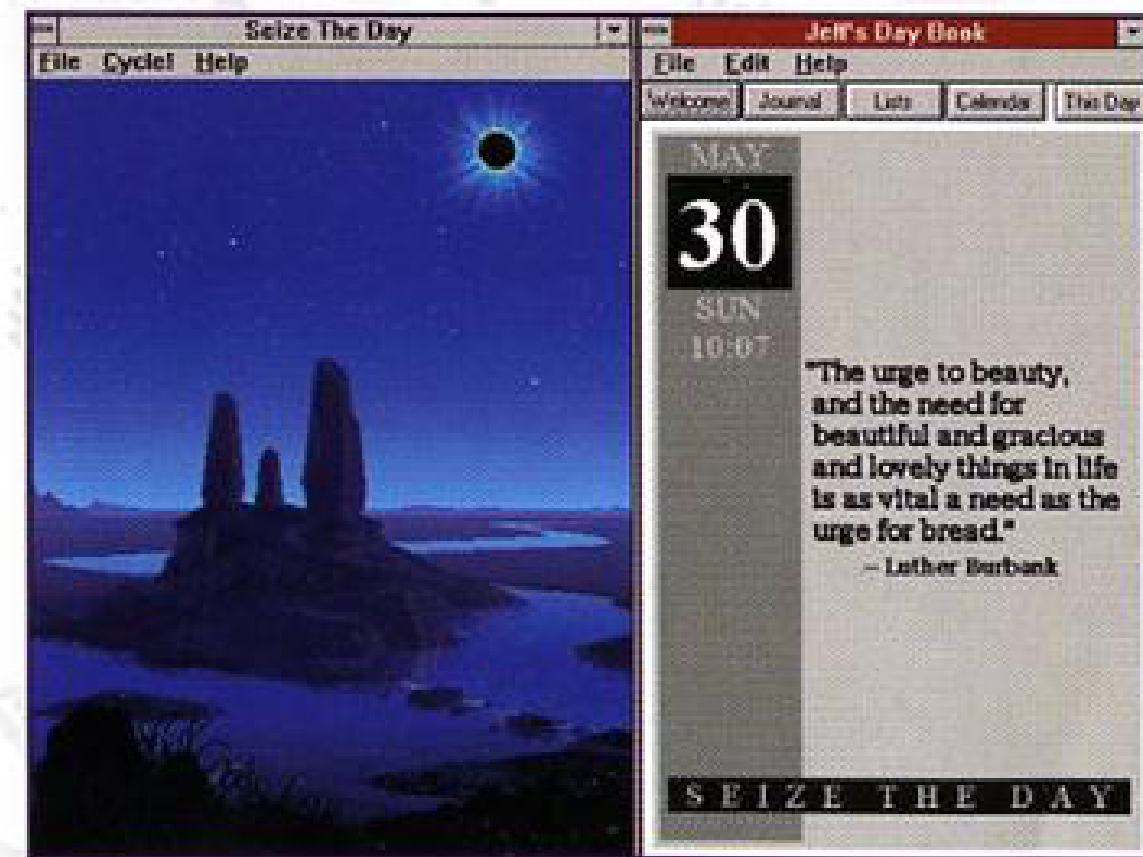 Seize The Day
File Cycle! Help
Jeff's Day Book
File Edit Help
Welcome Journal Lists Calendar This Day
MAY
30
SUN
10:07
"The urge to beauty,
and the need for
beautiful and gracious
and lovely things in life
is as vital a need as the
urge for bread."
– Luther Burbank
SEIZE THE DAY